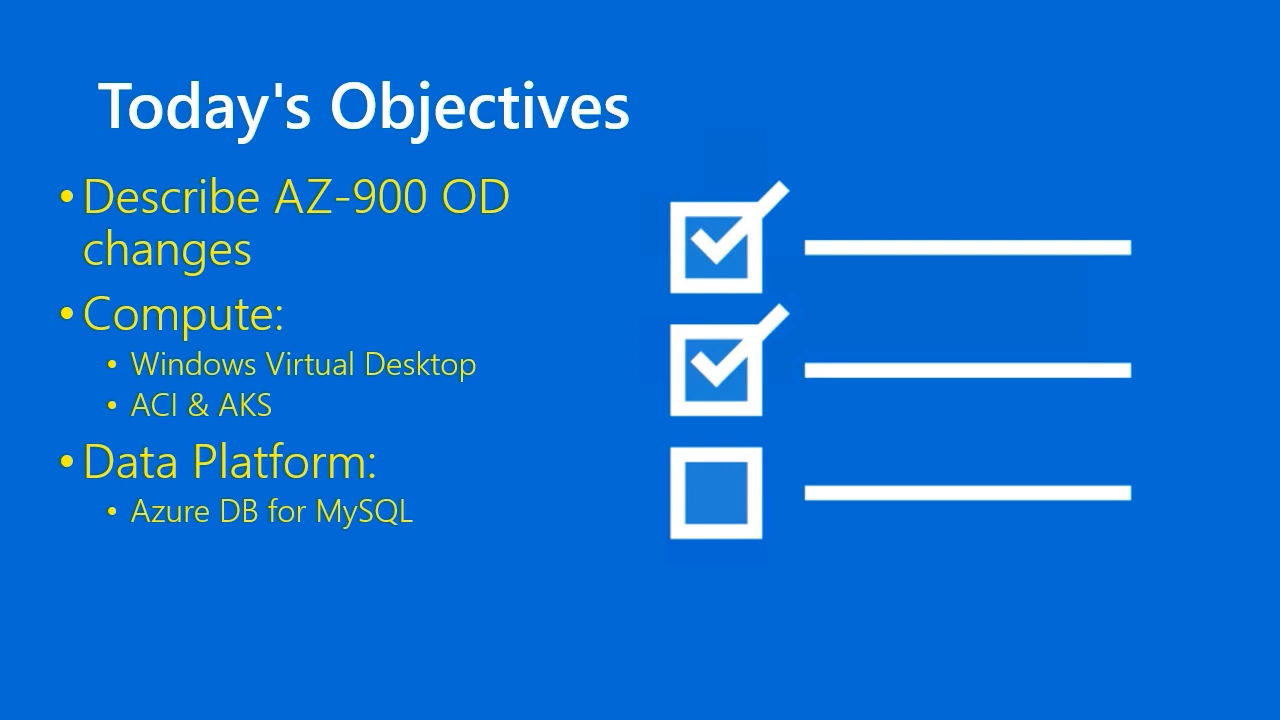 Today's Objectives
• Describe AZ-900 OD
changes
• Compute:
• Windows Virtual Desktop
• ACI & AKS
• Data Platform:
• Azure DB for MySQL